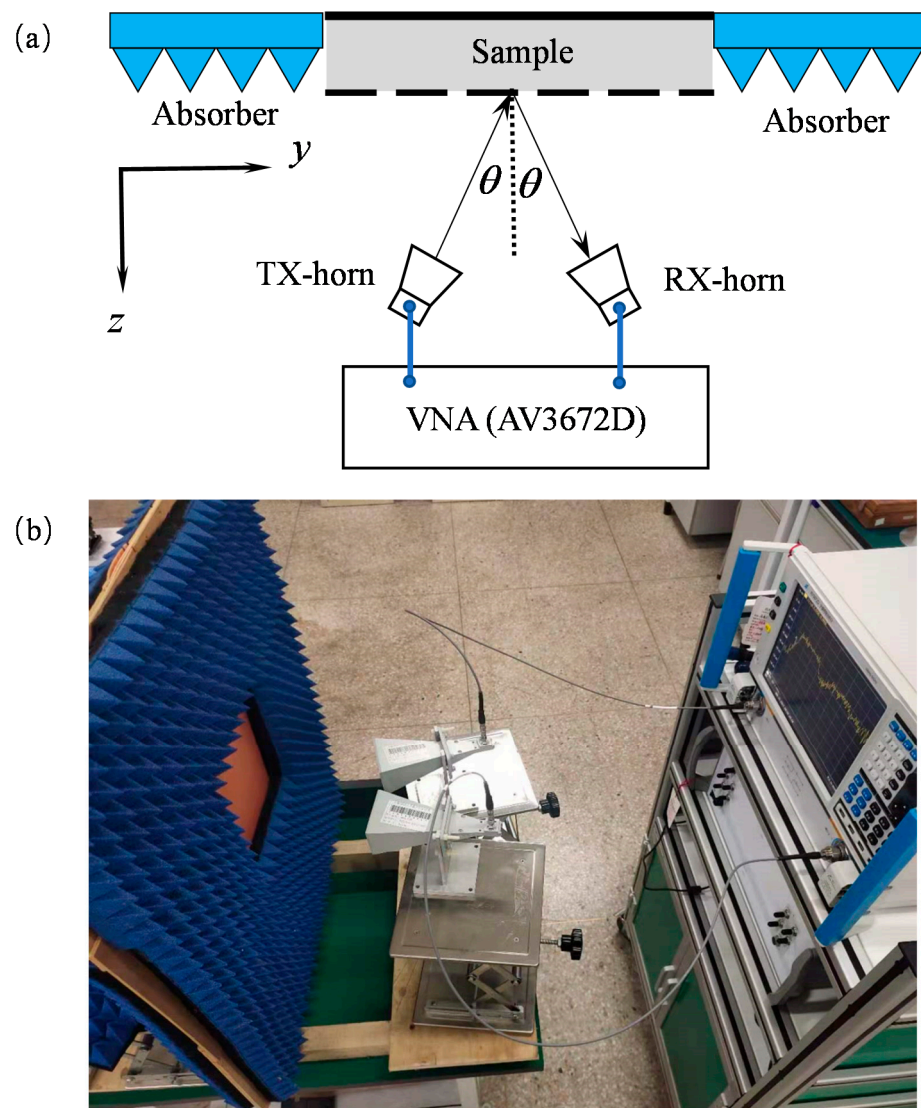 (a)
Sample
Absorber
Absorber
y
θ
θ
TX-horn
RX-horn
z
VNA (AV3672D)
(b)